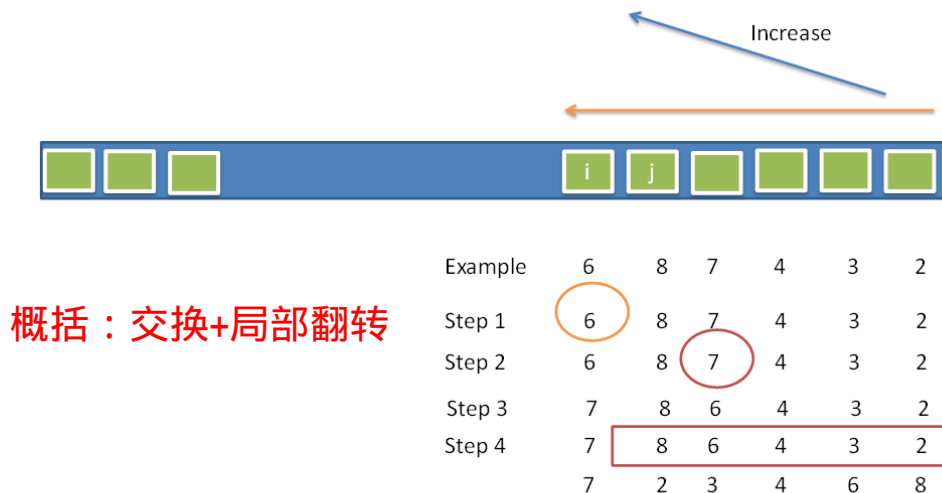 Increase
i j
Example 6 8 7 4 3 2
概括：交换+局部翻转
Step 1 6 8 7 4 3 2
Step 2 6 8 7 4 3 2
Step 3 7 8 6 4 3 2
Step 4 7 8 6 4 3 2
7 2 3 4 6 8